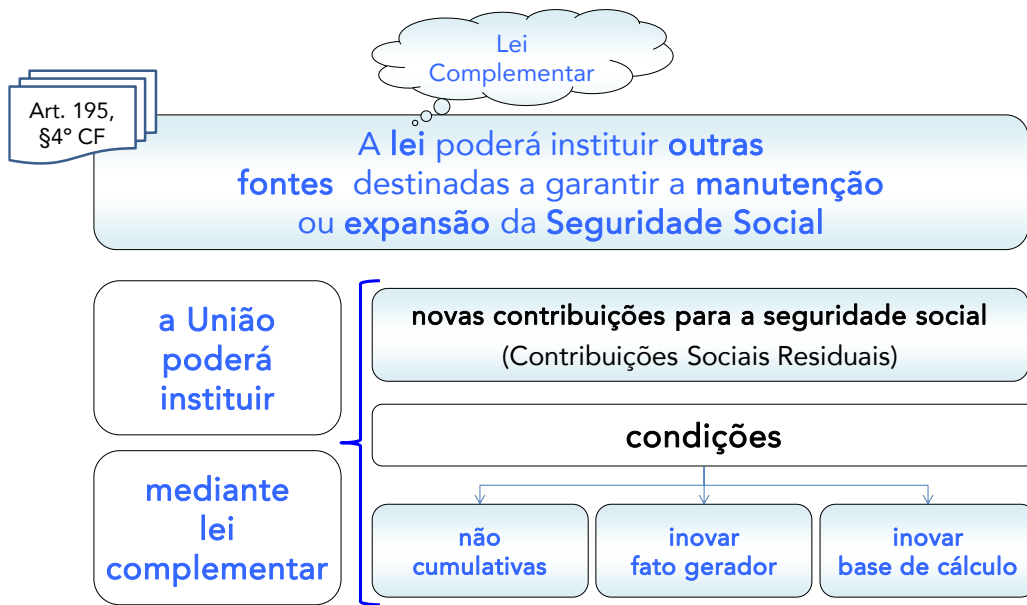 Lei
Complementar
Art. 195,
§4º CF
A lei poderá instituir outras
fontes destinadas a garantir a manutenção
ou expansão da Seguridade Social
a União
poderá
instituir
mediante
lei
complementar
novas contribuições para a seguridade social
(Contribuições Sociais Residuais)
condições
não
cumulativas
inovar
fato gerador
inovar
base de cálculo